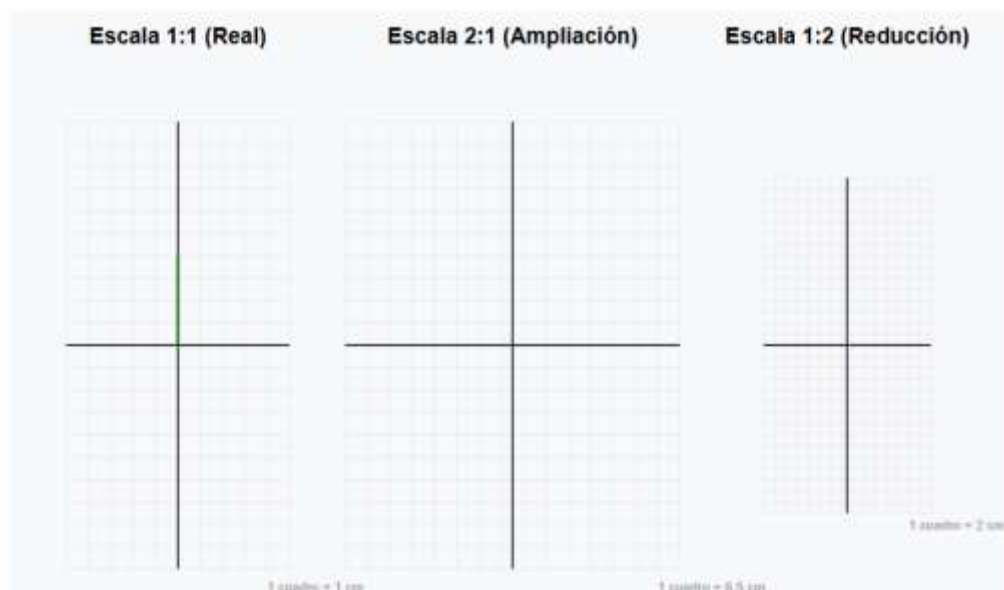 Escala 1:1 (Real)
Escala 2:1 (Ampliación)
Escala 1:2 (Reducción)
1 cuadro = 2 cm
1 cuadro = 1 cm
1 cuadro = 0.5 cm